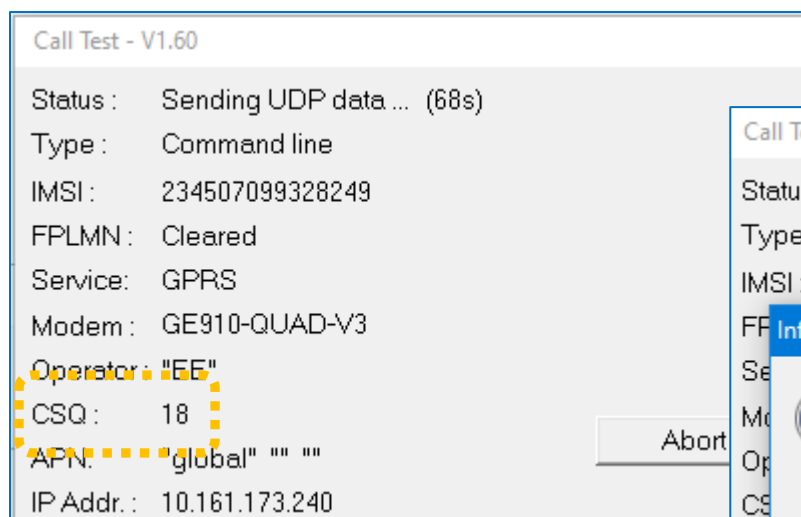 Call Test - V1.60
Status : Sending UDP data ... (68s)
Type : Command line
IMSI : 234507099328249
FPLMN : Cleared
Service: GPRS
Modem : GE910-QUAD-V3
Operator : "EE"
CSQ : 18
APN: "global" "" ""
IP Addr. : 10.161.173.240
Abort
Call T
Statu
Type
IMSI :
FP
Inf
Se
Mo
Op
CS